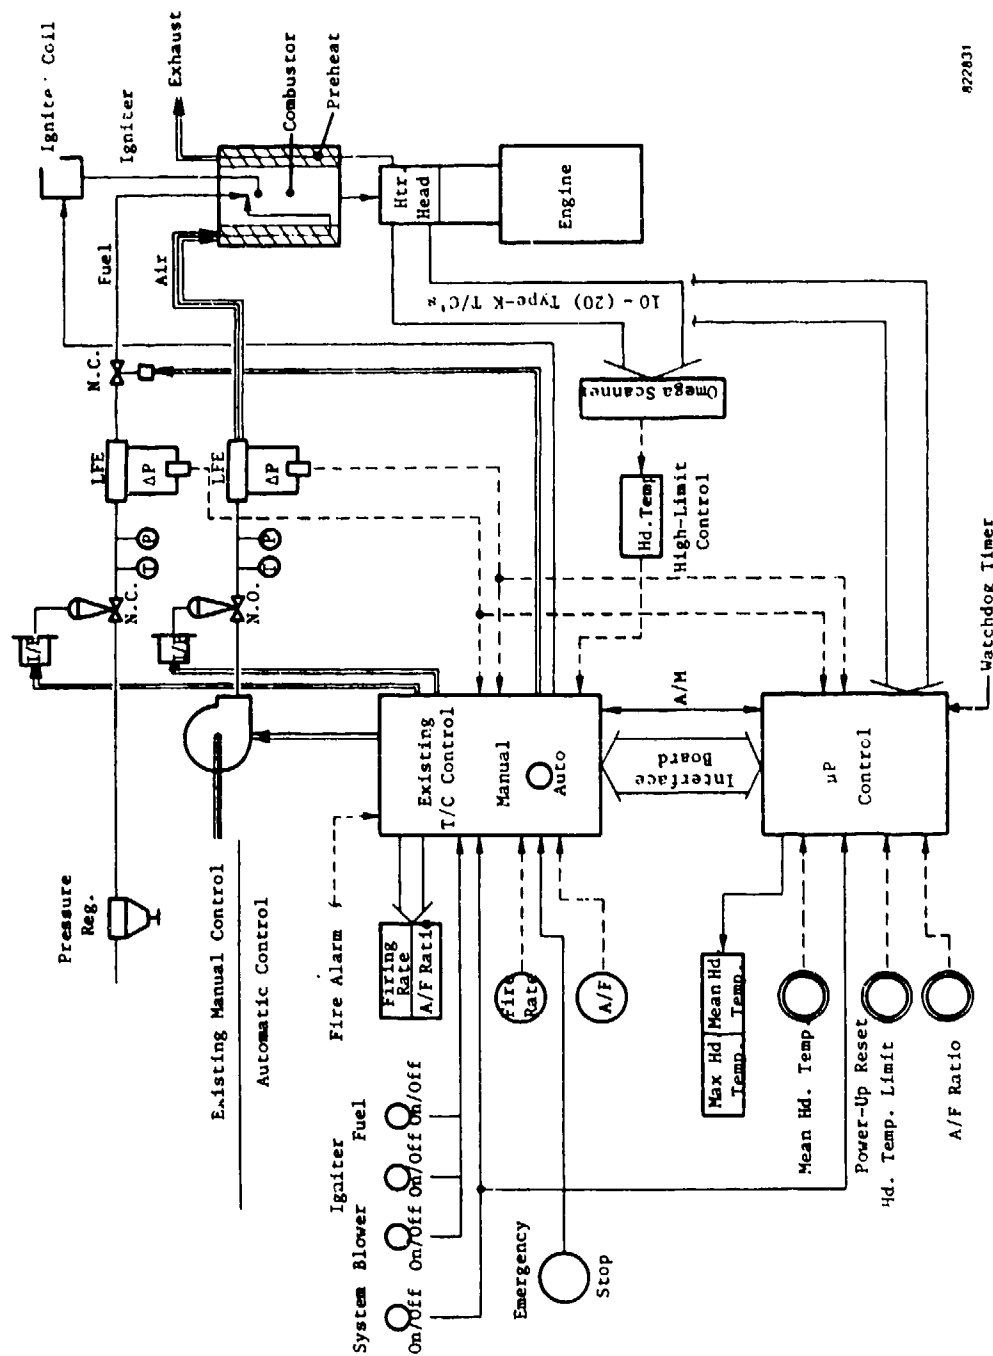 Ignite· Coil
Igniter
Exhaust
Combustor
Preheat
Fuel
Air
N.C.
LFE
ΔP
LFE
ΔP
T
P
P
N.C.
N.O.
I/P
Pressure
Reg.
Existing Manual Control
Automatic Control
Htr.
Head
Engine
10 - (20) Type-K T/C's
Omega Scanner
Hd.Temp
High-Limit
Control
Fire Alarm
Existing
T/C Control
Manual
Auto
Firing
Rate
A/F Ratio
Fire
Rate
A/F
A/M
Interface
Board
μP
Control
Watchdog Timer
System
Blower
Igniter
Fuel
On/Off
On/Off
On/Off
On/Off
Emergency
Stop
Max Hd
Temp.
Mean Hd
Temp.
Mean Hd. Temp.
Power-Up Reset
Hd. Temp. Limit
A/F Ratio
822831